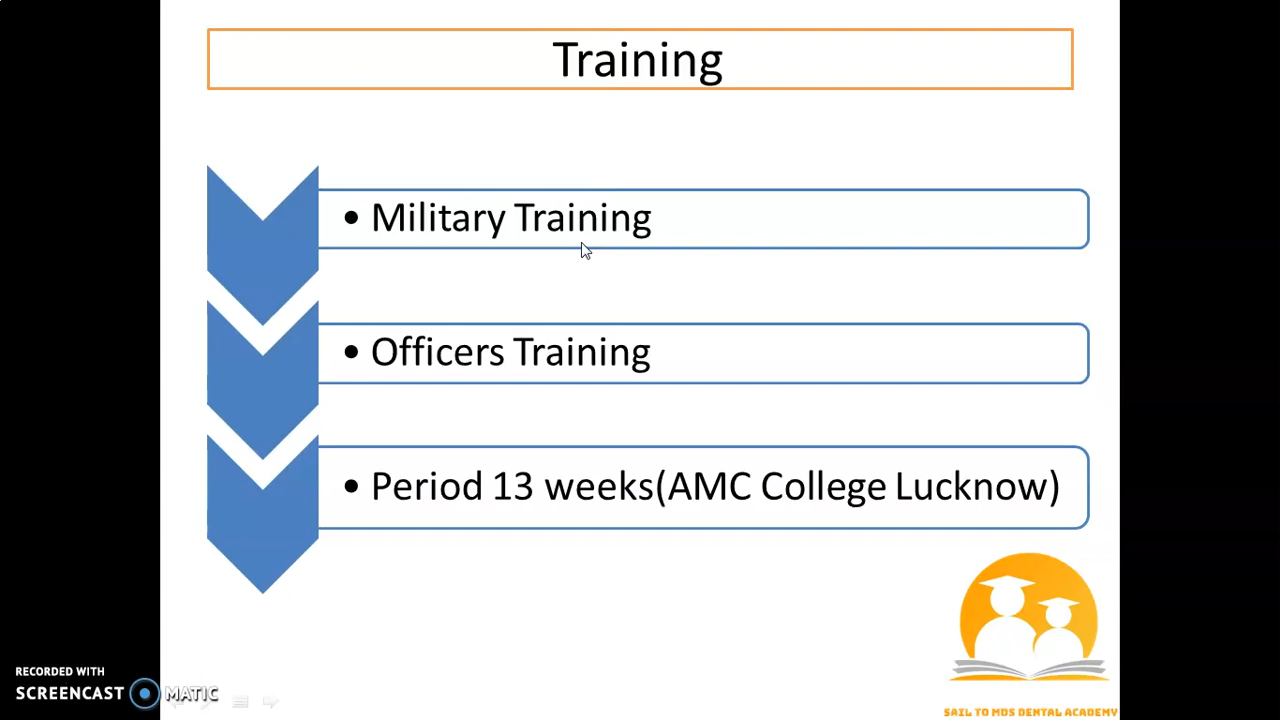 Training
• Military Training
• Officers Training
• Period 13 weeks(AMC College Lucknow)
SAIL TO MDS DENTAL ACADEMY
RECORDED WITH
SCREENCAST MATIC